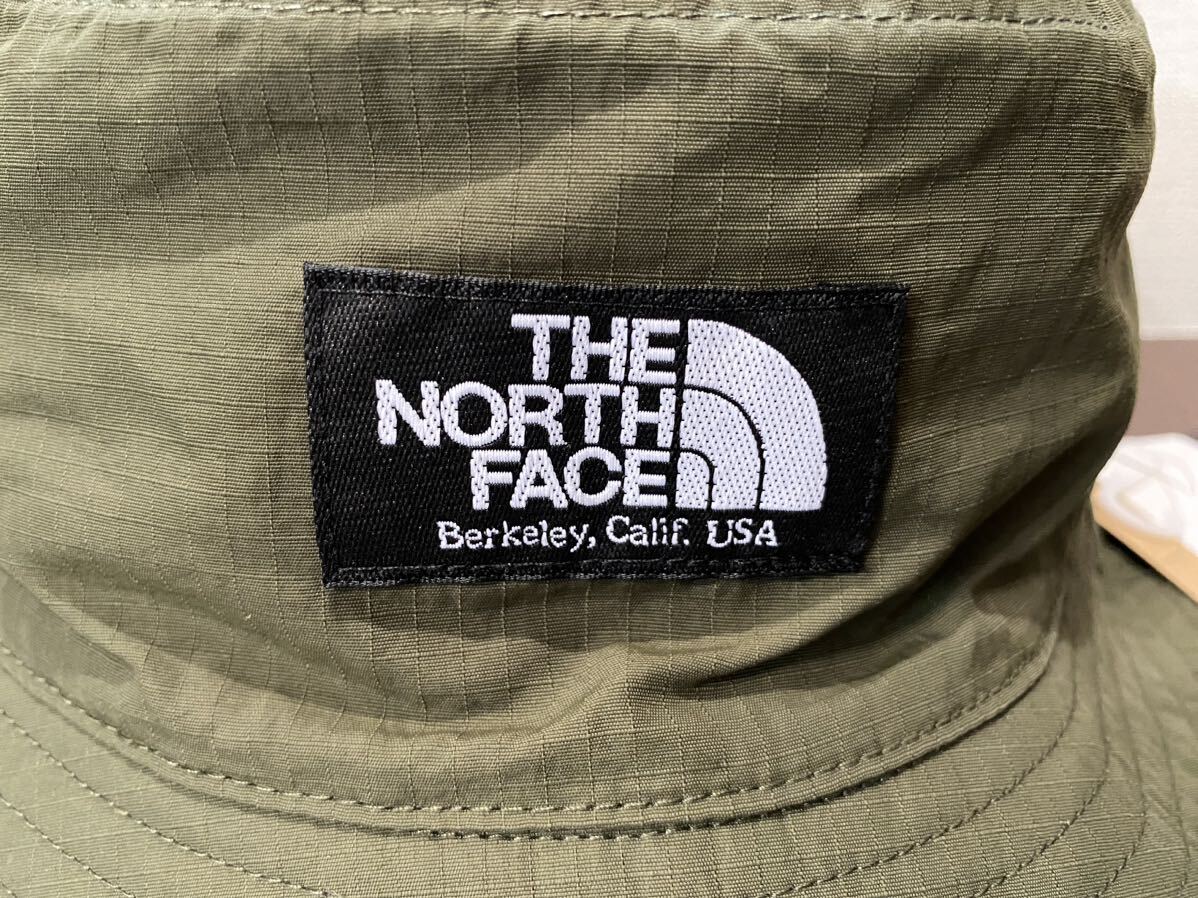 THE
NORTH
FACE
Berkeley, Calif. USA